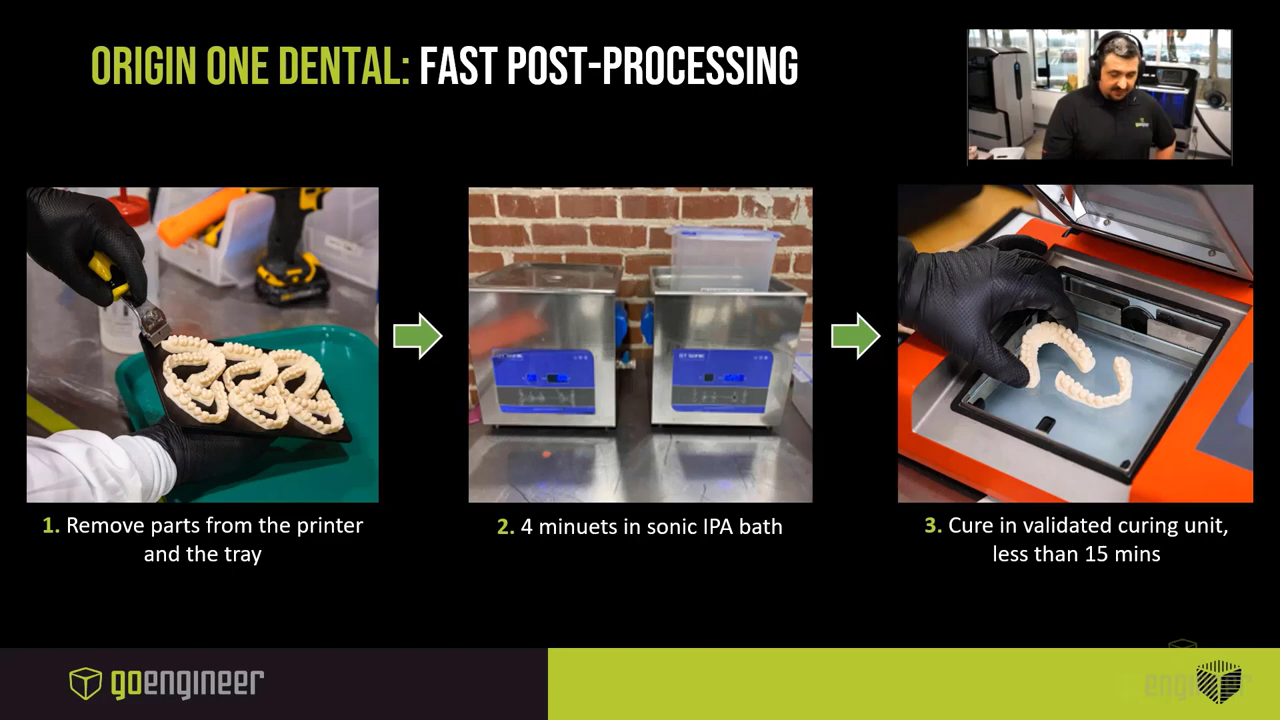 ORIGIN ONE DENTAL: FAST POST-PROCESSING
goengineer
1. Remove parts from the printer
and the tray
2. 4 minuets in sonic IPA bath
3. Cure in validated curing unit,
less than 15 mins
goengineer